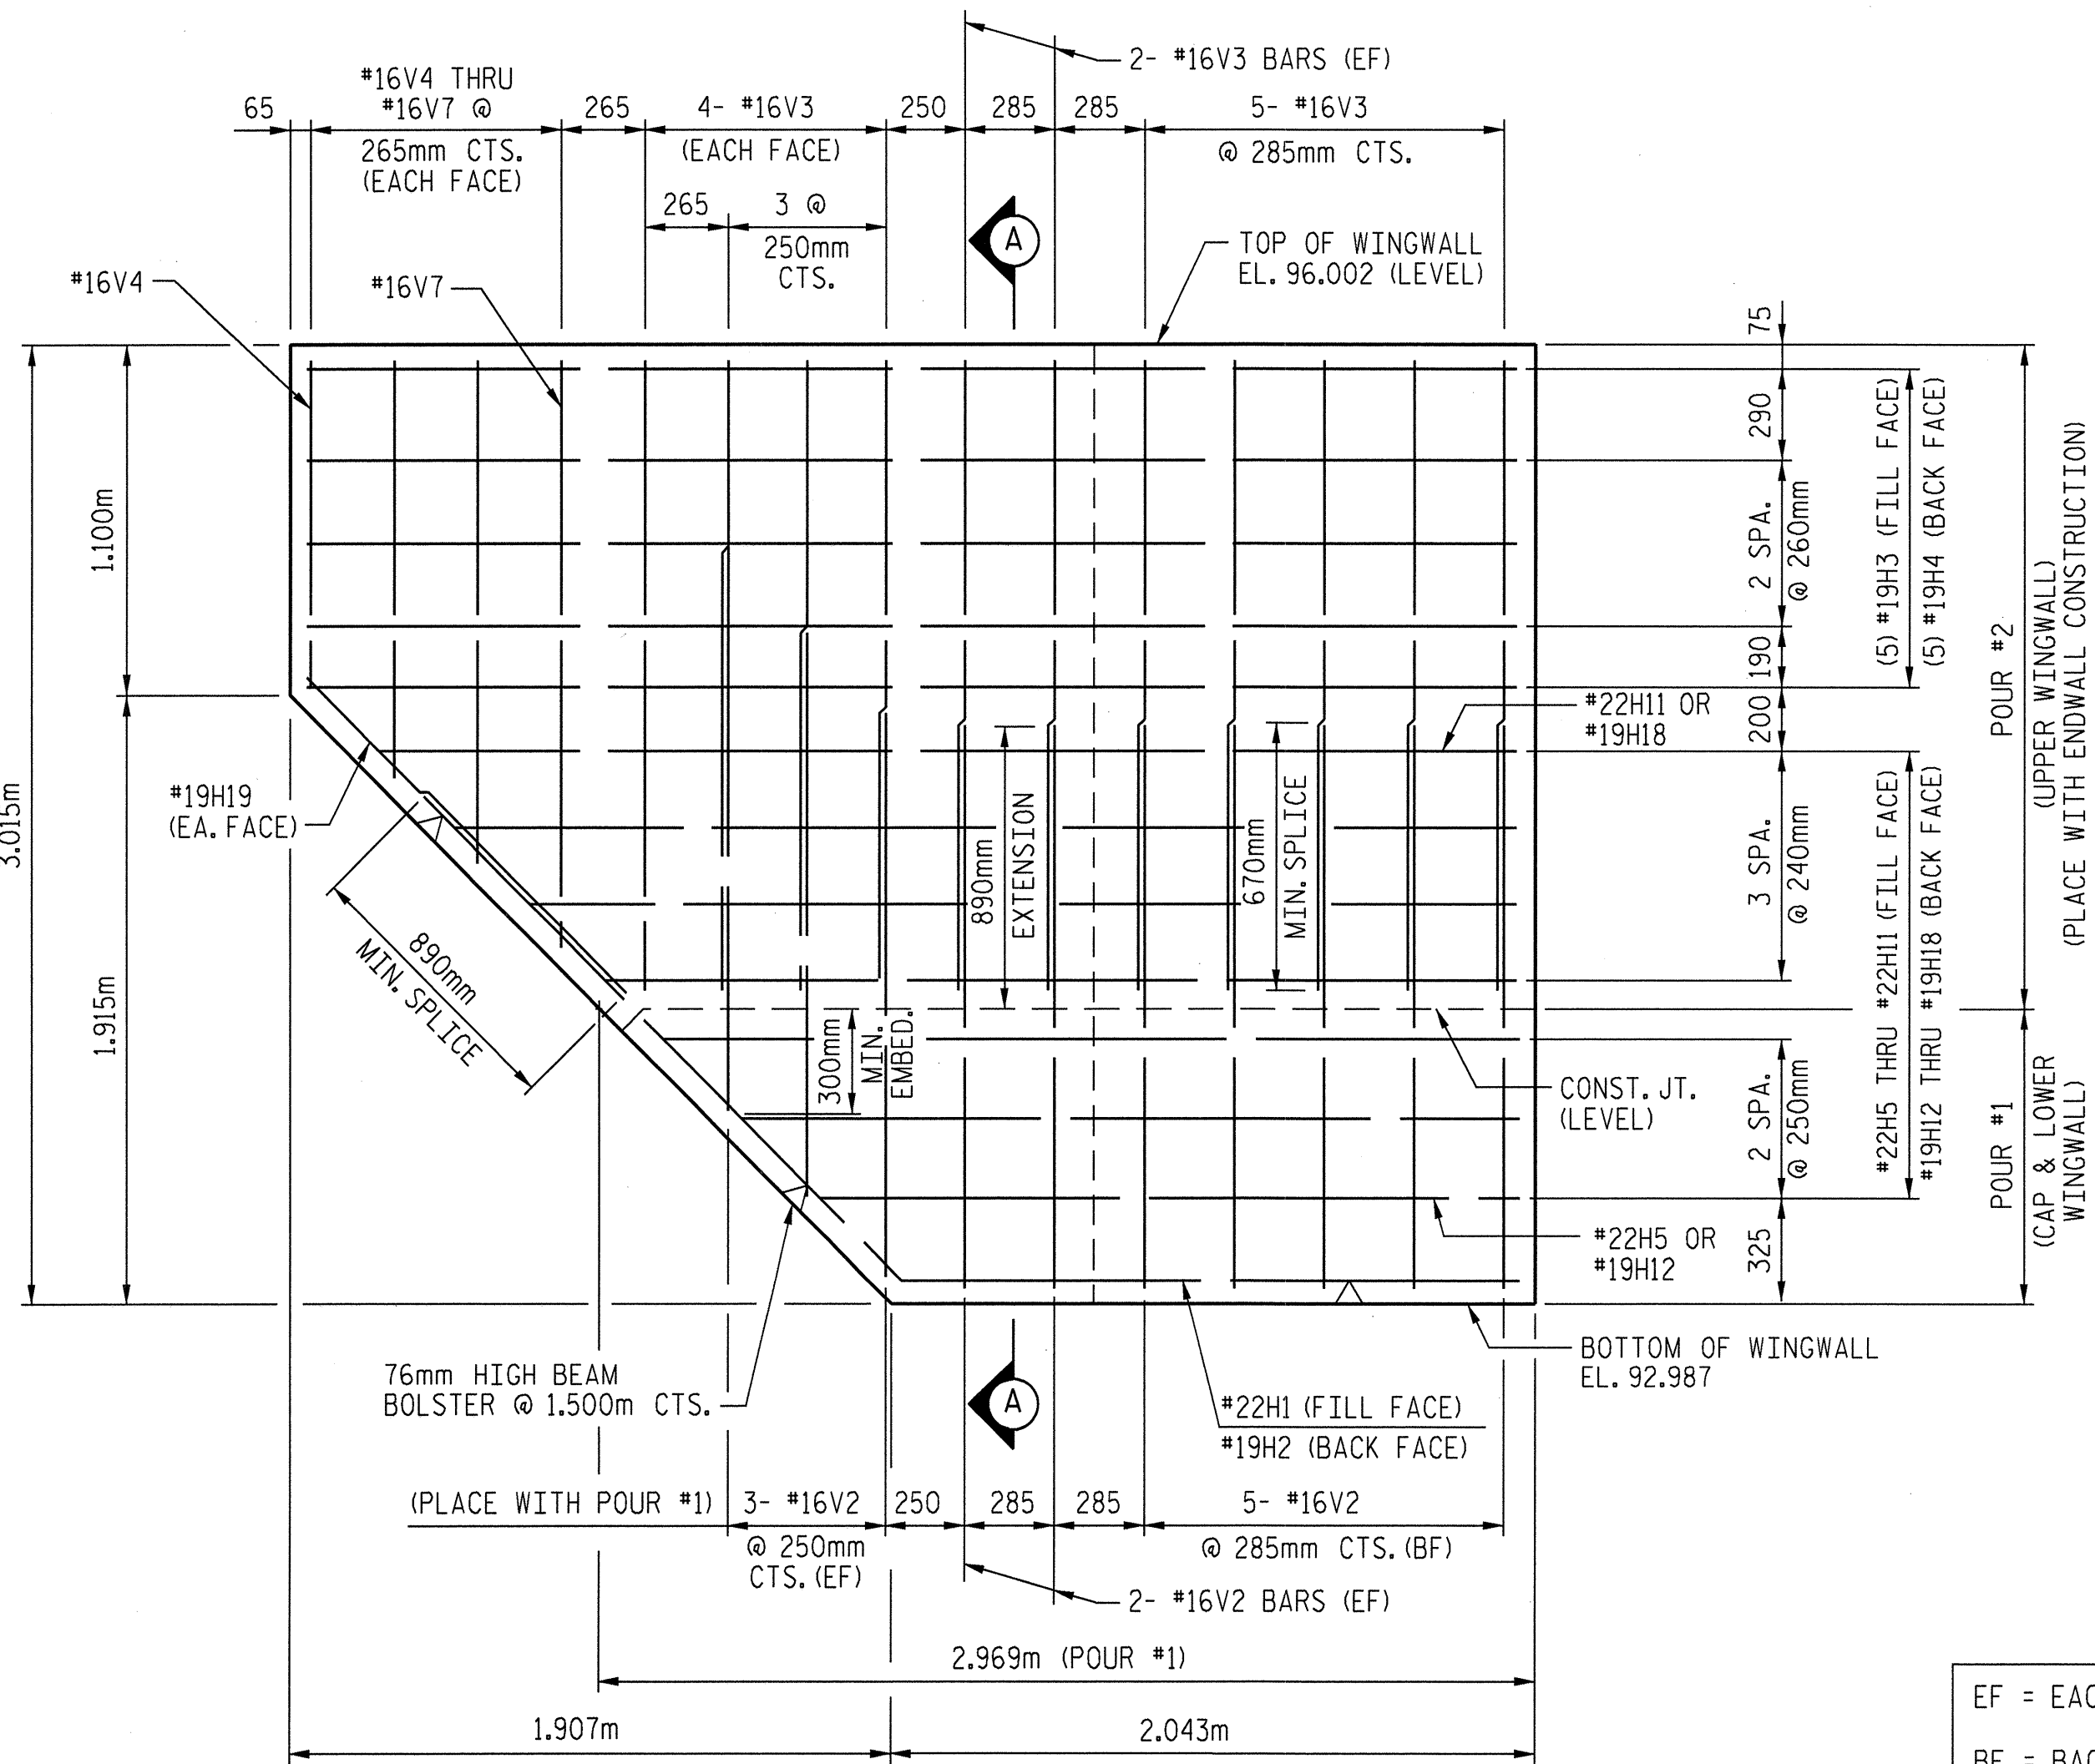 2- #16V3 BARS (EF)
#16V4 THRU
#16V7 @
265mm CTS.
(EACH FACE)
65
265
4- #16V3
(EACH FACE)
250
285
285
5- #16V3
@ 285mm CTS.
265
3 @
250mm
CTS.
A
TOP OF WINGWALL
EL. 96.002 (LEVEL)
#16V4
#16V7
75
290
2 SPA.
@ 260mm
190
200
3 SPA.
@ 240mm
2 SPA.
@ 250mm
325
(5) #19H3 (FILL FACE)
(5) #19H4 (BACK FACE)
#22H5 THRU #22H11 (FILL FACE)
#19H12 THRU #19H18 (BACK FACE)
POUR #2
(UPPER WINGWALL)
(PLACE WITH ENDWALL CONSTRUCTION)
POUR #1
(CAP & LOWER
WINGWALL)
3.015m
1.100m
1.915m
#19H19
(EA. FACE)
890mm
MIN. SPLICE
890mm
EXTENSION
670mm
MIN. SPLICE
300mm
MIN.
EMBED.
#22H11 OR
#19H18
CONST. JT.
(LEVEL)
#22H5 OR
#19H12
BOTTOM OF WINGWALL
EL. 92.987
76mm HIGH BEAM
BOLSTER @ 1.500m CTS.
A
#22H1 (FILL FACE)
#19H2 (BACK FACE)
(PLACE WITH POUR #1)
3- #16V2
@ 250mm
CTS. (EF)
250
285
285
5- #16V2
@ 285mm CTS. (BF)
2- #16V2 BARS (EF)
2.969m (POUR #1)
1.907m
2.043m
EF = EAC
BF = BAC